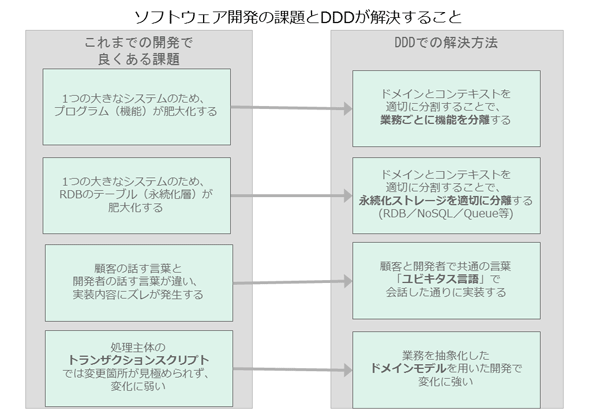 ソフトウェア開発の課題とDDDが解決すること
これまでの開発で
良くある課題
DDDでの解決方法
1つの大きなシステムのため、
プログラム（機能）が肥大化する
ドメインとコンテキストを
適切に分割することで、
業務ごとに機能を分離する
1つの大きなシステムのため、
RDBのテーブル（永続化層）が
肥大化する
ドメインとコンテキストを
適切に分割することで、
永続化ストレージを適切に分離する
(RDB／NoSQL／Queue等)
顧客の話す言葉と
開発者の話す言葉が違い、
実装内容にズレが発生する
顧客と開発者で共通の言葉
「ユビキタス言語」で
会話した通りに実装する
処理主体の
トランザクションスクリプト
では変更箇所が見極められず、
変化に弱い
業務を抽象化した
ドメインモデルを用いた開発で
変化に強い